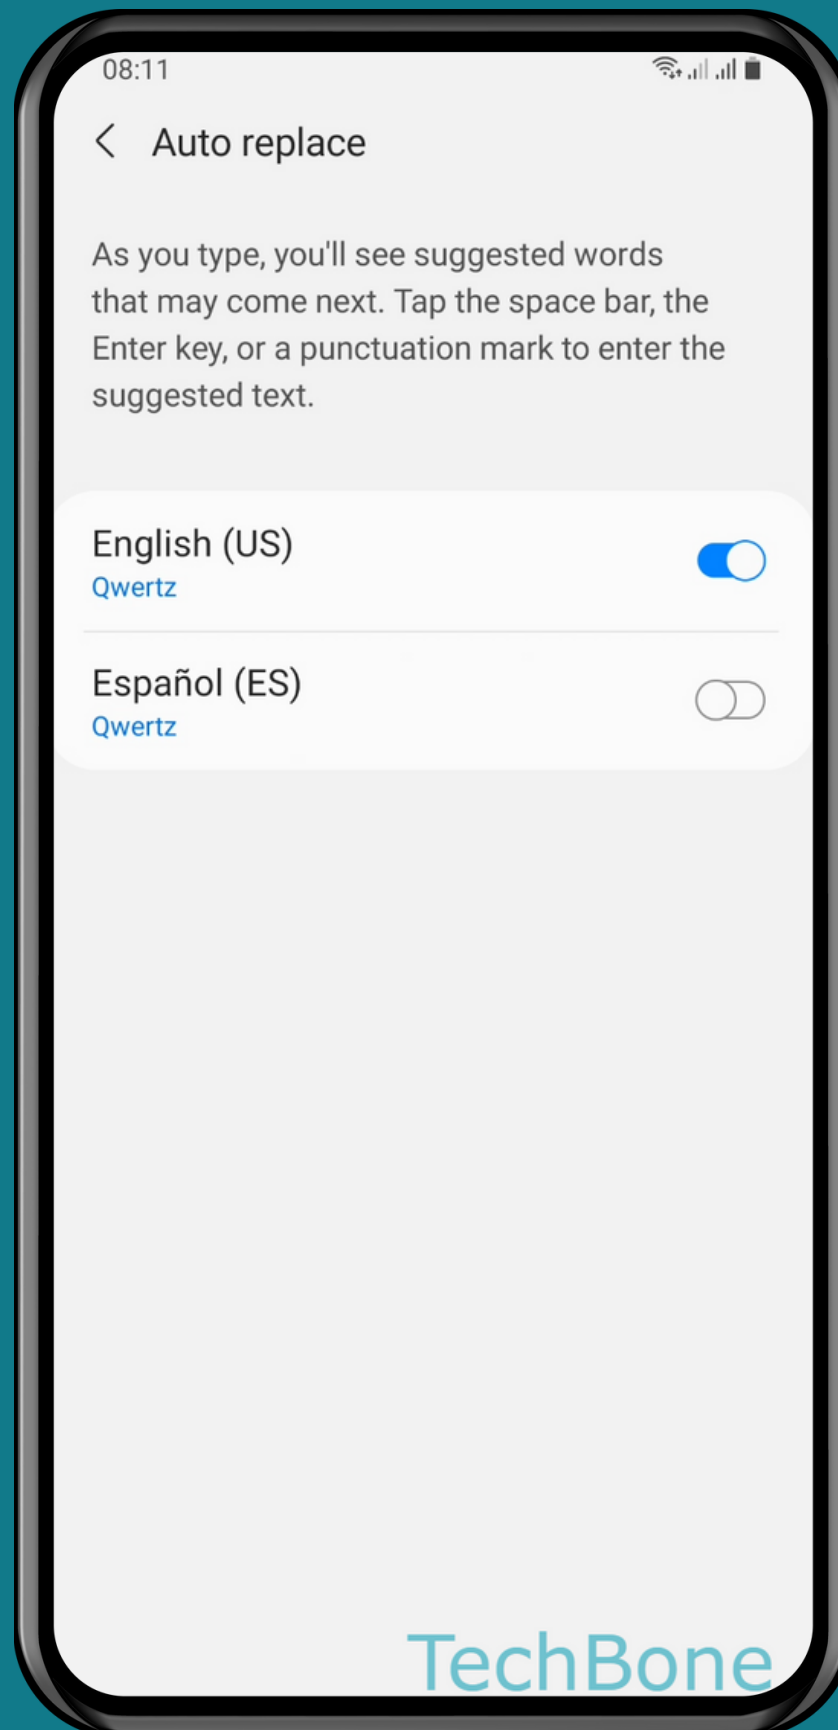 08:11
Auto replace
As you type, you'll see suggested words
that may come next. Tap the space bar, the
Enter key, or a punctuation mark to enter the
suggested text.
English (US)
Qwertz
Español (ES)
Qwertz
TechBone